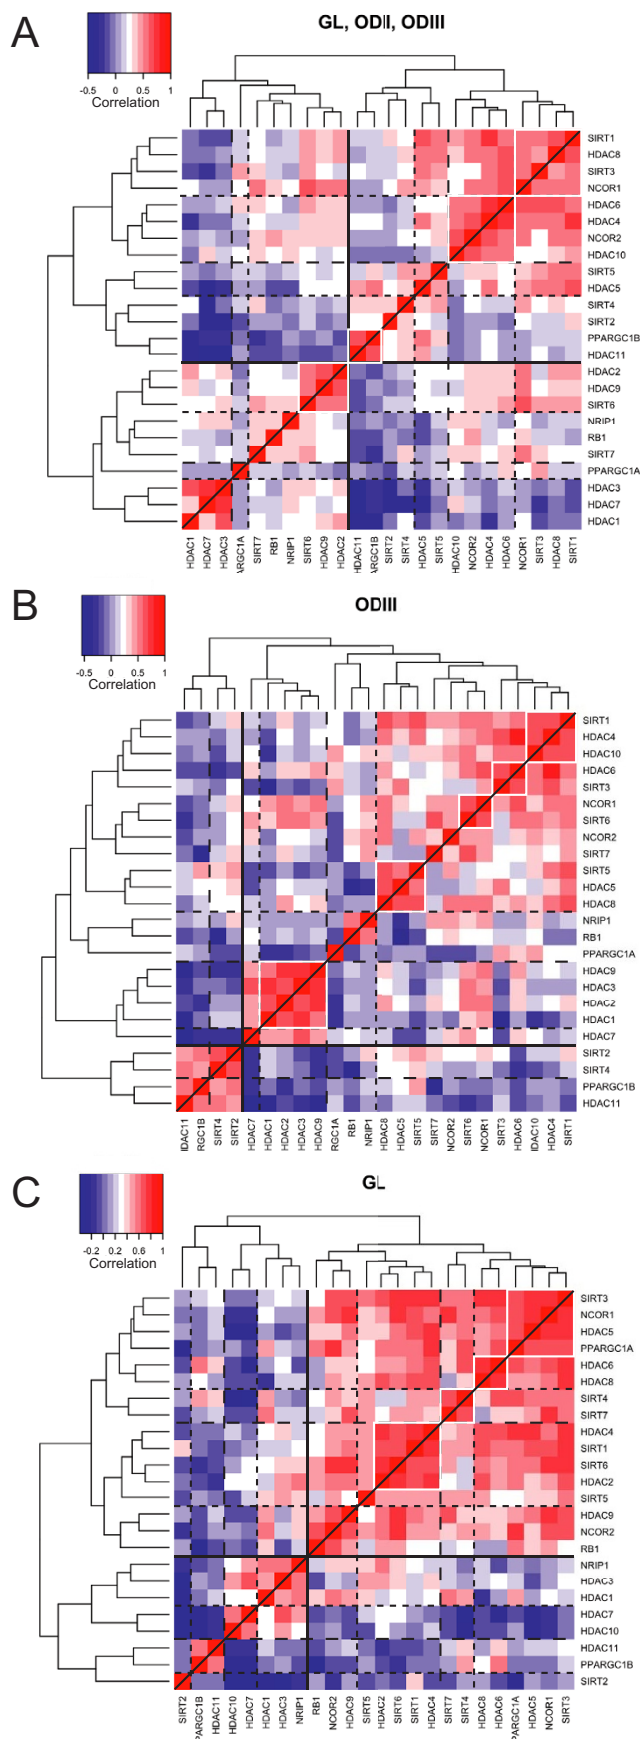 A
GL, ODII, ODIII
-0.5 0 0.5 1
Correlation
SIRT1
HDAC8
SIRT3
NCOR1
HDAC6
HDAC4
NCOR2
HDAC10
SIRT5
HDAC5
SIRT4
SIRT2
PPARGC1B
HDAC11
HDAC2
HDAC9
SIRT6
NRIP1
RB1
SIRT7
PPARGC1A
HDAC3
HDAC7
HDAC1
HDAC1
HDAC7
HDAC3
ARGC1A
SIRT7
RB1
NRIP1
SIRT6
HDAC9
HDAC2
HDAC11
ARGC1B
SIRT2
SIRT4
HDAC5
SIRT5
HDAC10
NCOR2
HDAC4
HDAC6
NCOR1
SIRT3
HDAC8
SIRT1
B
ODIII
-0.5 0 0.5 1
Correlation
SIRT1
HDAC4
HDAC10
HDAC6
SIRT3
NCOR1
SIRT6
NCOR2
SIRT7
SIRT5
HDAC5
HDAC8
NRIP1
RB1
PPARGC1A
HDAC9
HDAC3
HDAC2
HDAC1
HDAC7
SIRT2
SIRT4
PPARGC1B
HDAC11
IDAC11
RGC1B
SIRT4
SIRT2
HDAC7
HDAC1
HDAC2
HDAC3
HDAC9
RGC1A
RB1
NRIP1
HDAC8
HDAC5
SIRT5
SIRT7
NCOR2
SIRT6
NCOR1
SIRT3
HDAC6
IDAC10
HDAC4
SIRT1
C
GL
-0.2 0.2 0.6 1
Correlation
SIRT3
NCOR1
HDAC5
PPARGC1A
HDAC6
HDAC8
SIRT4
SIRT7
HDAC4
SIRT1
SIRT6
HDAC2
SIRT5
HDAC9
NCOR2
RB1
NRIP1
HDAC3
HDAC1
HDAC7
HDAC10
HDAC11
PPARGC1B
SIRT2
SIRT2
PARGC1B
HDAC11
HDAC10
HDAC7
HDAC1
HDAC3
NRIP1
RB1
NCOR2
HDAC9
SIRT5
HDAC2
SIRT6
SIRT1
HDAC4
SIRT7
SIRT4
HDAC8
HDAC6
PARGC1A
HDAC5
NCOR1
SIRT3